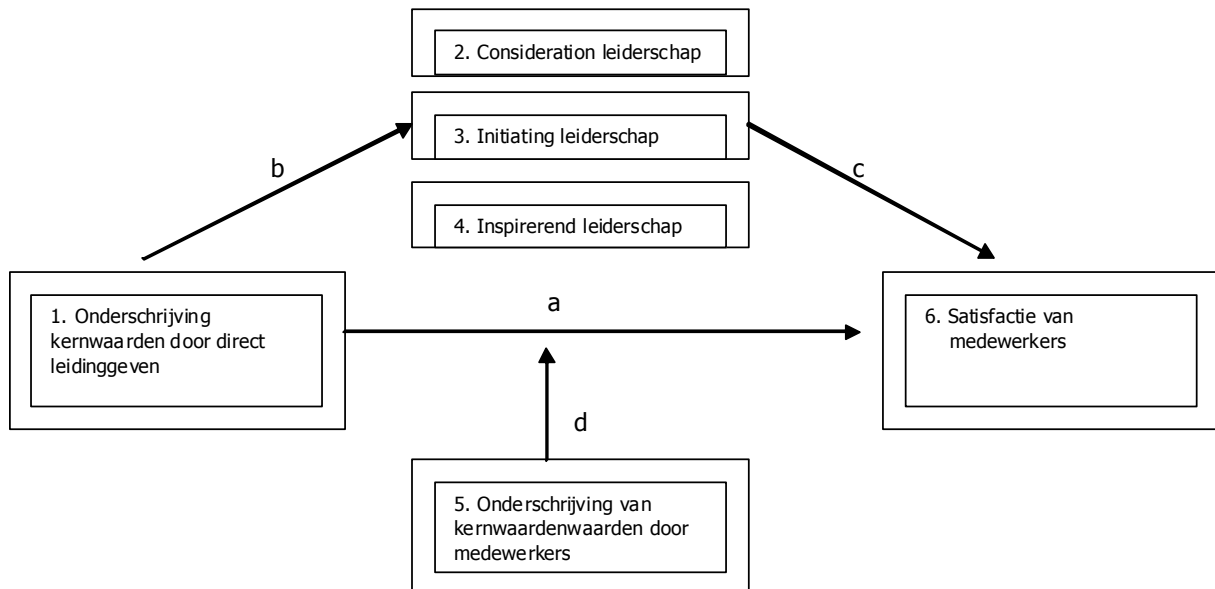 2. Consideration leiderschap
3. Initiating leiderschap
b
c
4. Inspirerend leiderschap
1. Onderschrijving
kernwaarden door direct
leidinggeven
a
6. Satisfactie van
medewerkers
d
5. Onderschrijving van
kernwaardenwaarden door
medewerkers